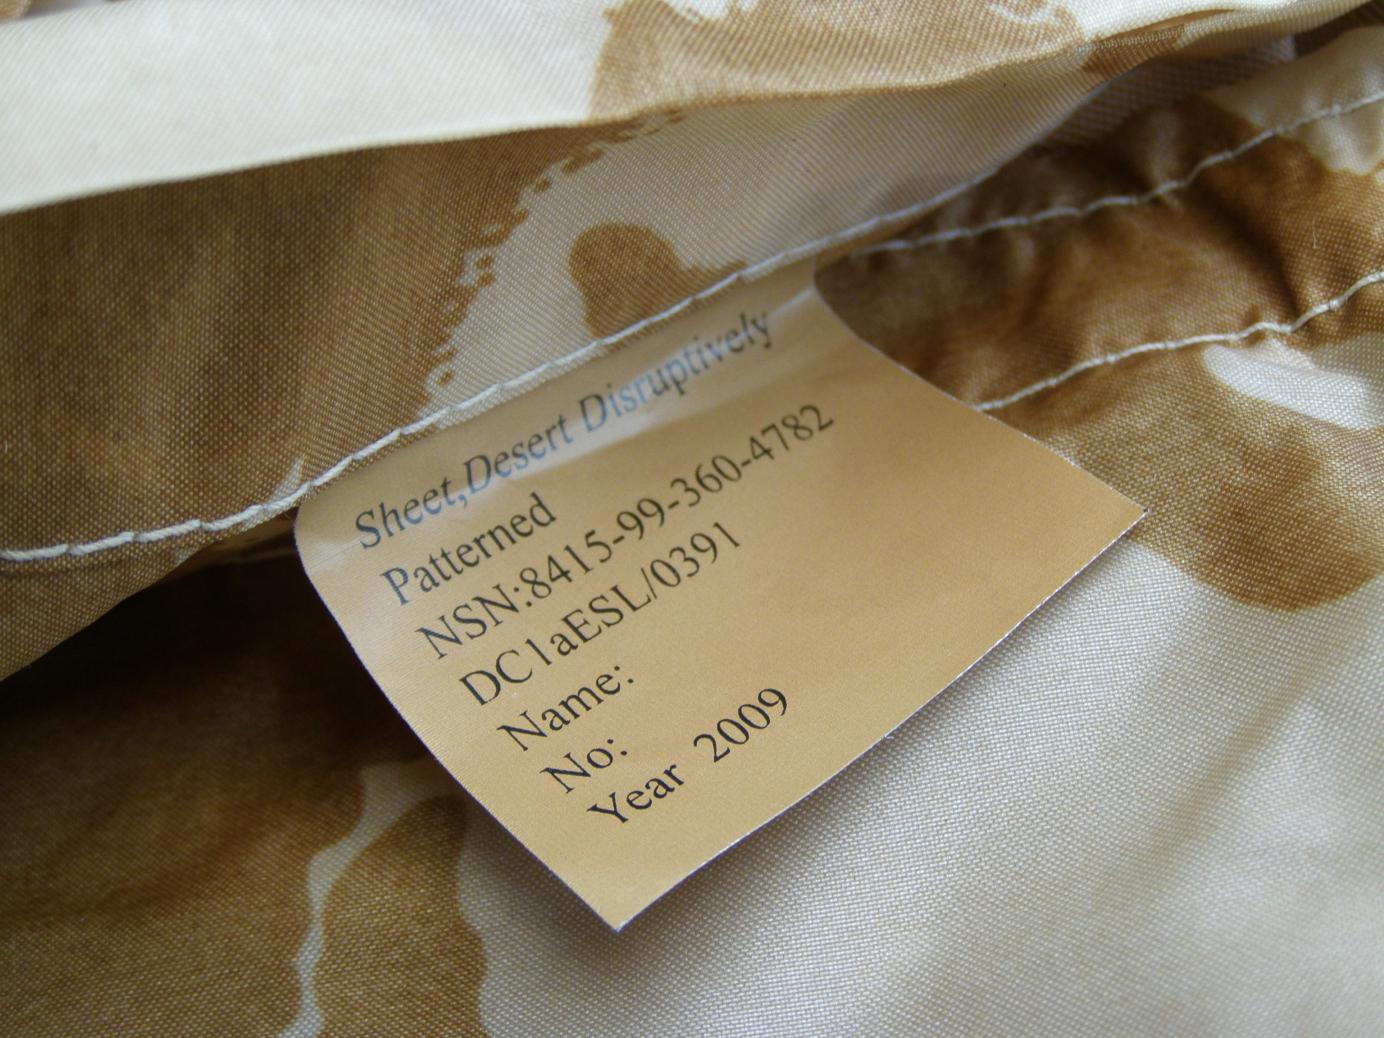 Sheet,Desert Disruptively
Patterned
NSN:8415-99-360-4782
DC1aESL/0391
Name:
No:
Year 2009